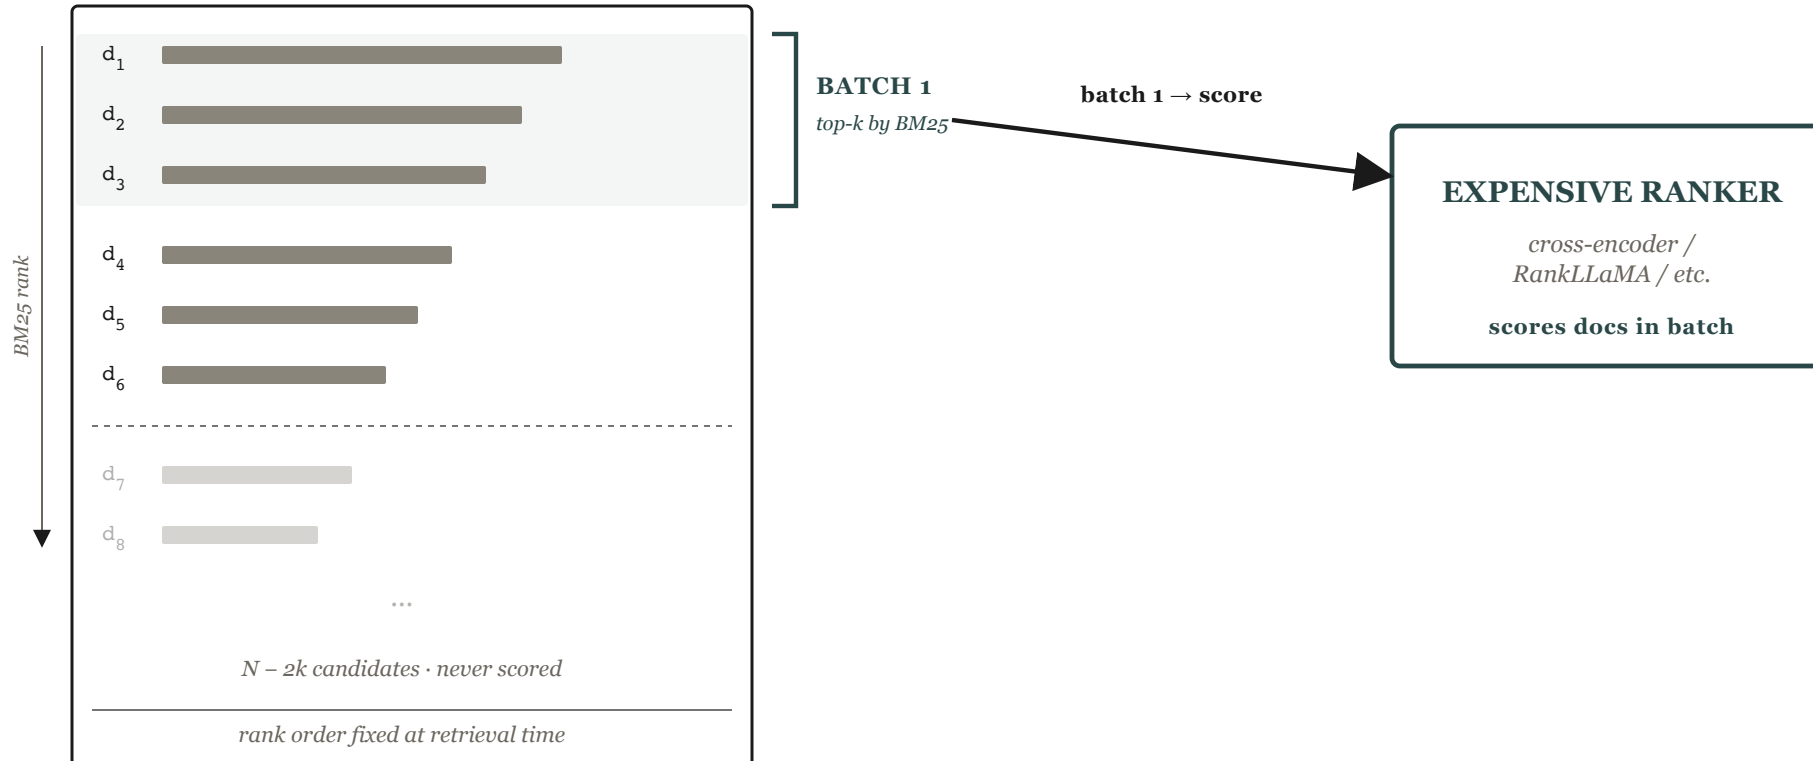 d1
d2
d3
d4
d5
d6
d7
d8
...
N – 2k candidates · never scored
rank order fixed at retrieval time
BM25 rank
BATCH 1
top-k by BM25
batch 1 → score
EXPENSIVE RANKER
cross-encoder /
RankLLaMA / etc.
scores docs in batch